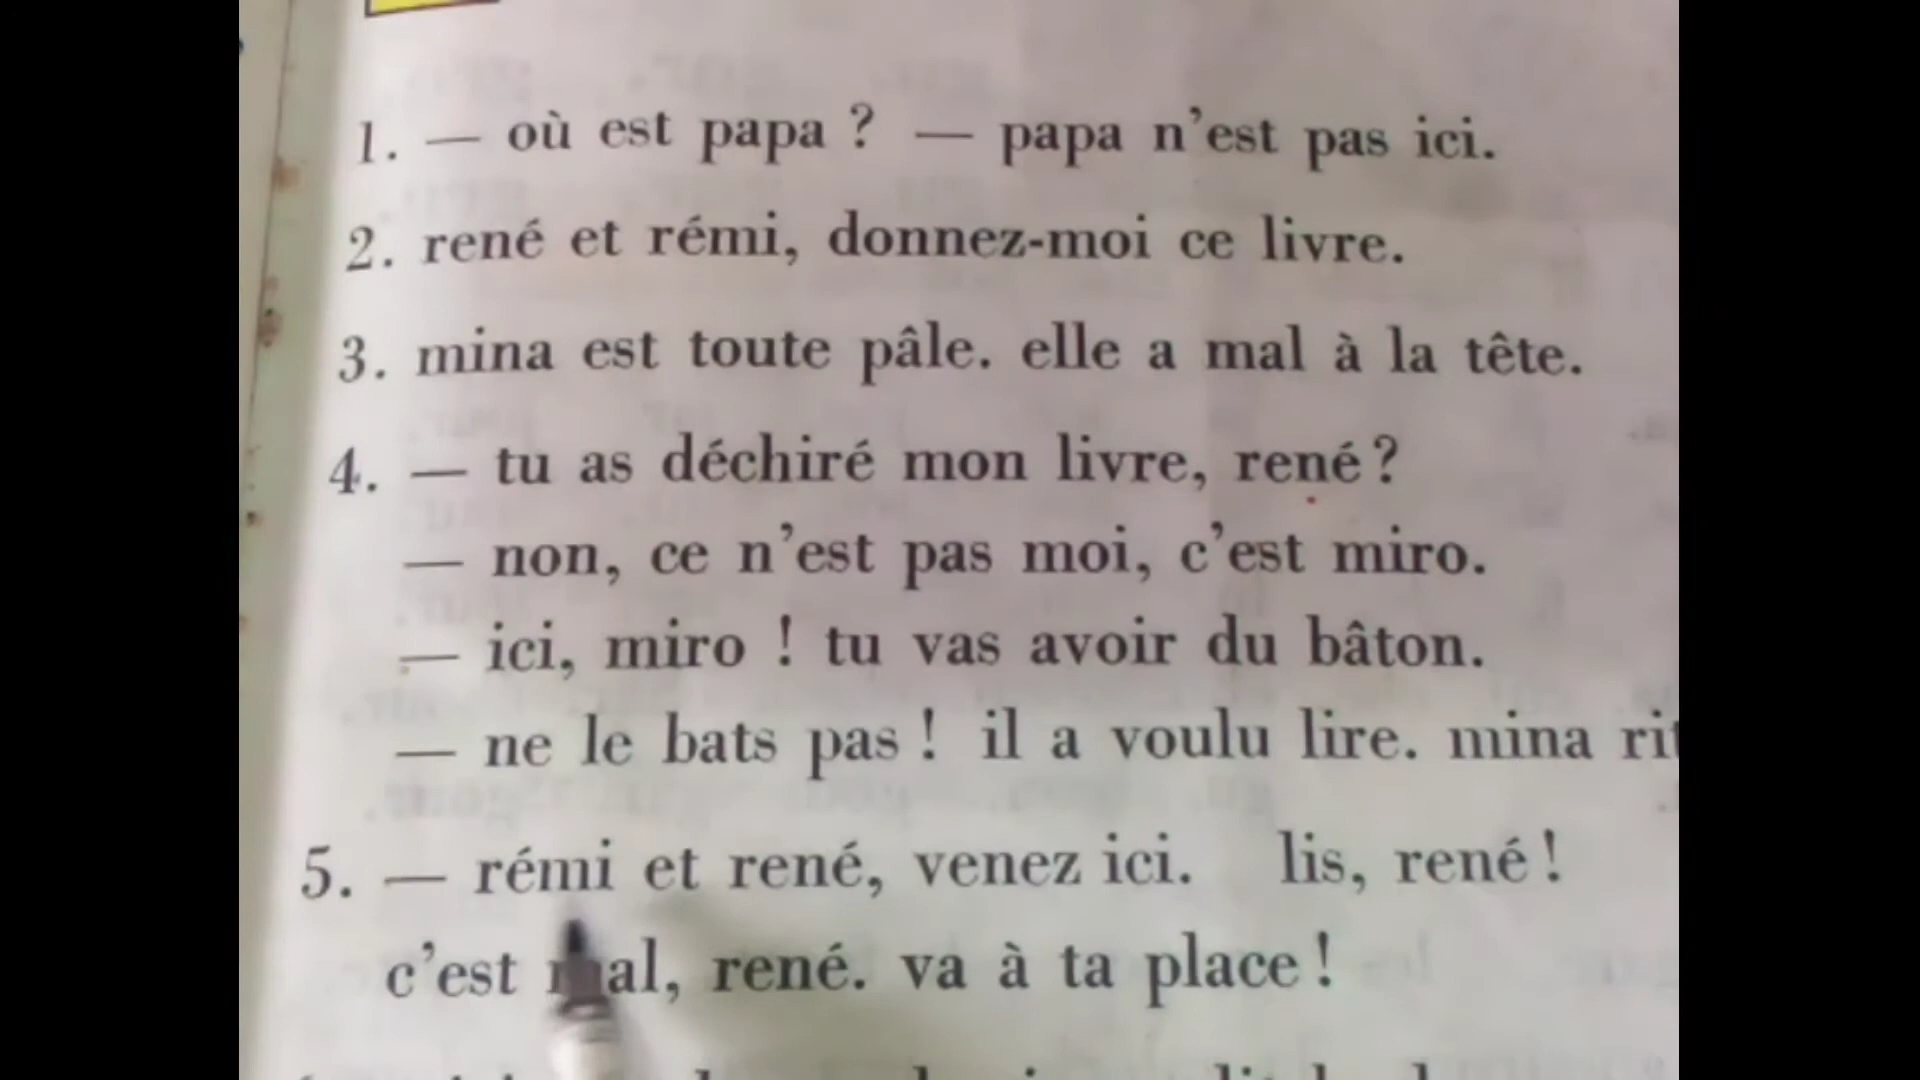 1. — où est papa ? — papa n'est pas ici.
2. rené et rémi, donnez-moi ce livre.
3. mina est toute pâle. elle a mal à la tête.
4. — tu as déchiré mon livre, rené ?
— non, ce n'est pas moi, c'est miro.
— ici, miro ! tu vas avoir du bâton.
— ne le bats pas ! il a voulu lire. mina rit
5. — rémi et rené, venez ici. lis, rené !
c'est mal, rené. va à ta place !